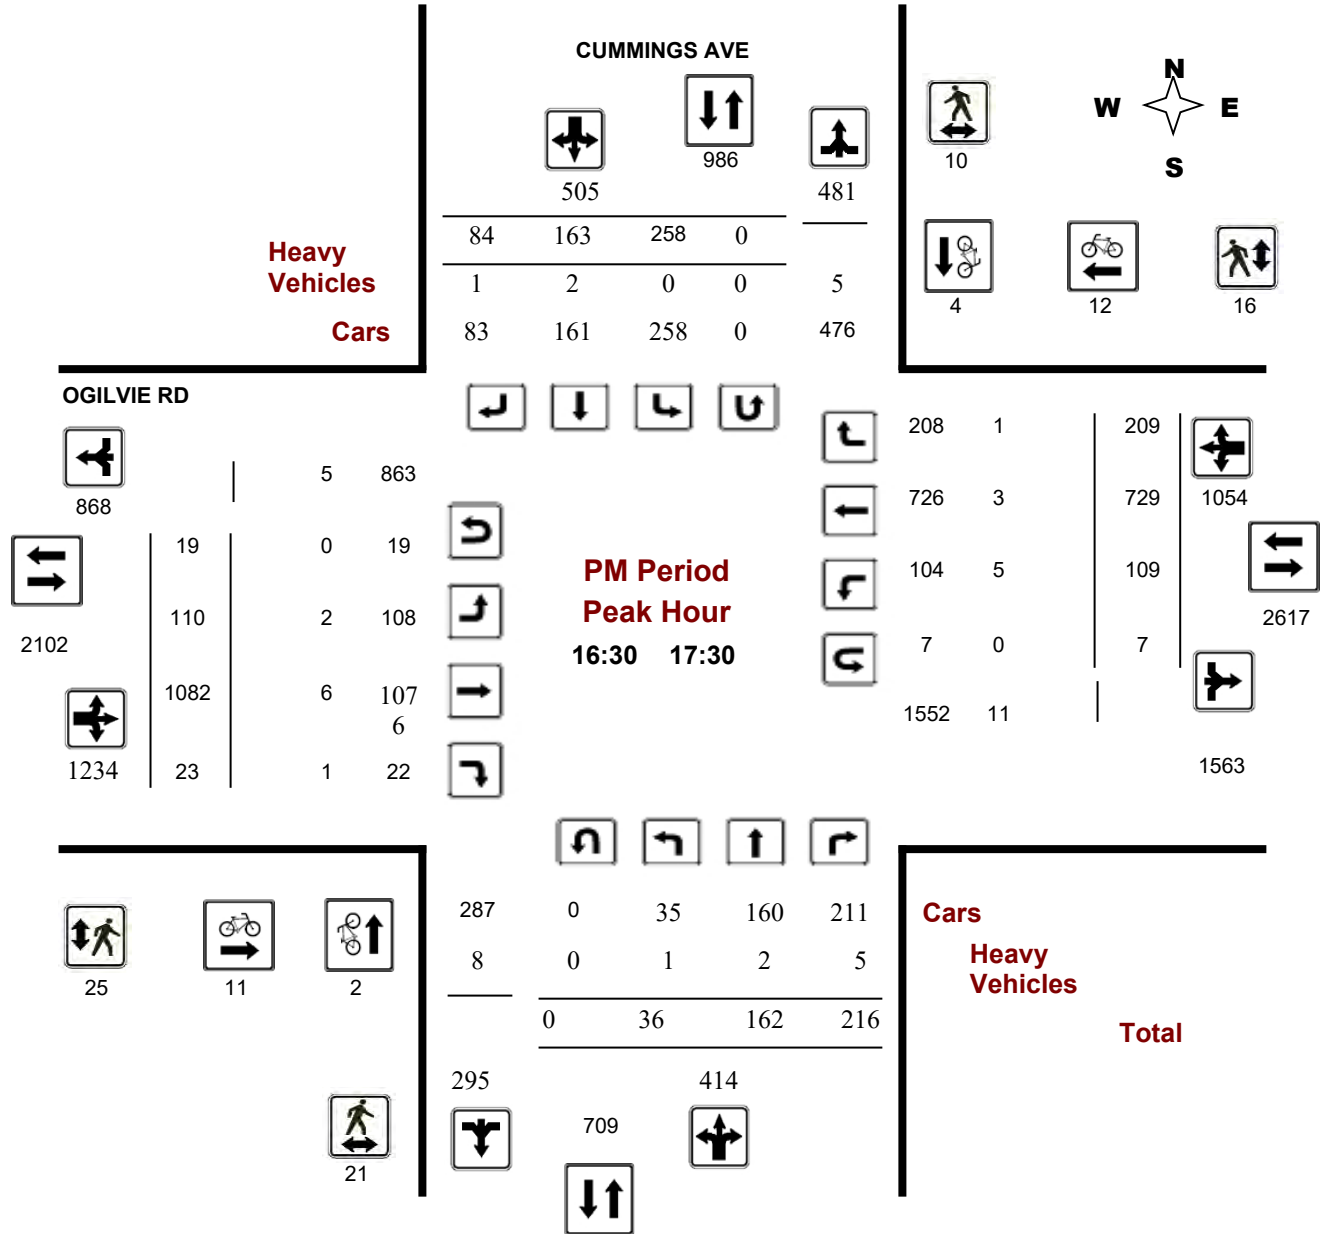 CUMMINGS AVE
986
10
N
W E
S
505
481
84 163 258 0
Heavy
Vehicles
1 2 0 0 5
Cars
83 161 258 0 476
4 12 16
OGILVIE RD
868
5 863
208 1 209
1054
726 3 729
19 0 19
2102
110 2 108
PM Period
Peak Hour
16:30 17:30
104 5 109
2617
7 0 7
1082 6 107
6
1552 11
1563
1234 23 1 22
287 0 35 160 211
Cars
8 0 1 2 5
Heavy
Vehicles
25 11 2
0 36 162 216
Total
295
414
709
21